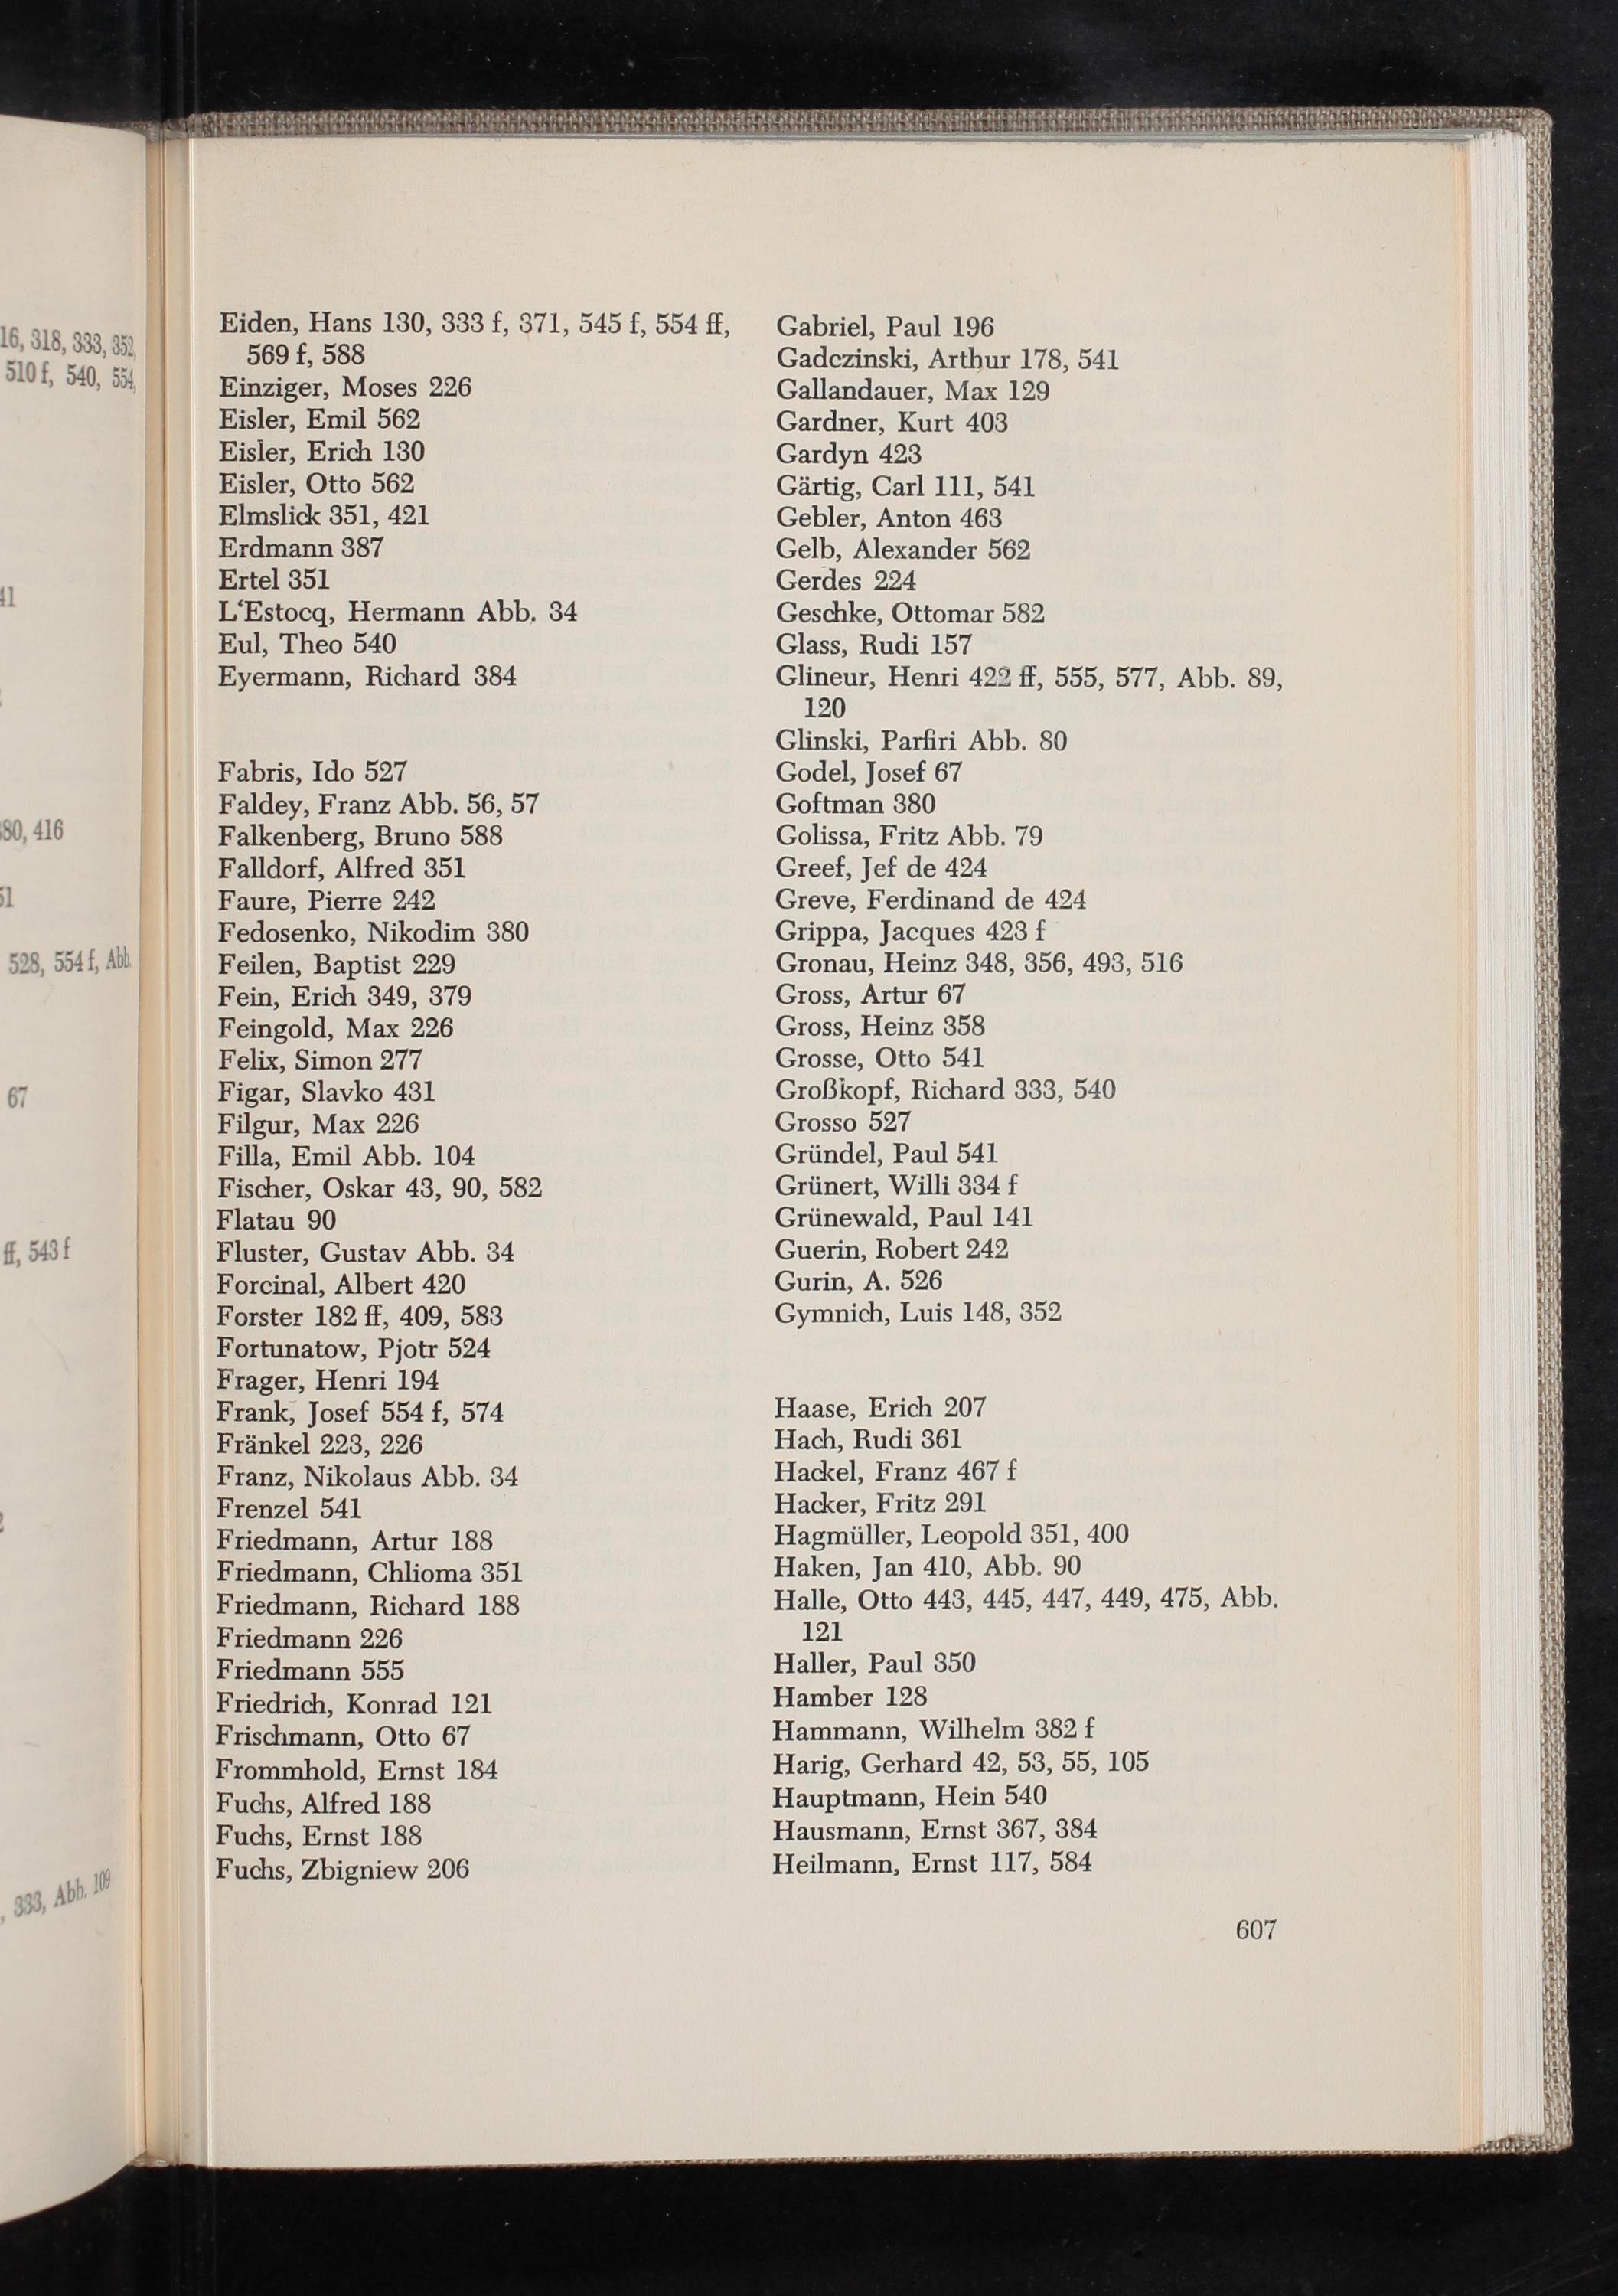 16, 318, 333, 352,
510 f, 540, 554,
41
80, 416
51
528, 554 f, Abb.
67
ff, 543 f
, 333, Abb. 109
Eiden, Hans 130, 333 f, 371, 545 f, 554 ff,
569 f, 588
Einziger, Moses 226
Eisler, Emil 562
Eisler, Erich 130
Eisler, Otto 562
Elmslick 351, 421
Erdmann 387
Ertel 351
L‘Estocq, Hermann Abb. 34
Eul, Theo 540
Eyermann, Richard 384
Fabris, Ido 527
Faldey, Franz Abb. 56, 57
Falkenberg, Bruno 588
Falldorf, Alfred 351
Faure, Pierre 242
Fedosenko, Nikodim 380
Feilen, Baptist 229
Fein, Erich 349, 379
Feingold, Max 226
Felix, Simon 277
Figar, Slavko 431
Filgur, Max 226
Filla, Emil Abb. 104
Fischer, Oskar 43, 90, 582
Flatau 90
Fluster, Gustav Abb. 34
Forcinal, Albert 420
Forster 182 ff, 409, 583
Fortunatow, Pjotr 524
Frager, Henri 194
Frank, Josef 554 f, 574
Fränkel 223, 226
Franz, Nikolaus Abb. 34
Frenzel 541
Friedmann, Artur 188
Friedmann, Chlioma 351
Friedmann, Richard 188
Friedmann 226
Friedmann 555
Friedrich, Konrad 121
Frischmann, Otto 67
Frommhold, Ernst 184
Fuchs, Alfred 188
Fuchs, Ernst 188
Fuchs, Zbigniew 206
Gabriel, Paul 196
Gadczinski, Arthur 178, 541
Gallandauer, Max 129
Gardner, Kurt 403
Gardyn 423
Gärtig, Carl 111, 541
Gebler, Anton 463
Gelb, Alexander 562
Gerdes 224
Geschke, Ottomar 582
Glass, Rudi 157
Glineur, Henri 422 ff, 555, 577, Abb. 89,
120
Glinski, Parfiri Abb. 80
Godel, Josef 67
Goftman 380
Golissa, Fritz Abb. 79
Greef, Jef de 424
Greve, Ferdinand de 424
Grippa, Jacques 423 f
Gronau, Heinz 348, 356, 493, 516
Gross, Artur 67
Gross, Heinz 358
Grosse, Otto 541
Großkopf, Richard 333, 540
Grosso 527
Gründel, Paul 541
Grünert, Willi 334 f
Grünewald, Paul 141
Guerin, Robert 242
Gurin, A. 526
Gymnich, Luis 148, 352
Haase, Erich 207
Hach, Rudi 361
Hackel, Franz 467 f
Hacker, Fritz 291
Hagmüller, Leopold 351, 400
Haken, Jan 410, Abb. 90
Halle, Otto 443, 445, 447, 449, 475, Abb.
121
Haller, Paul 350
Hamber 128
Hammann, Wilhelm 382 f
Harig, Gerhard 42, 53, 55, 105
Hauptmann, Hein 540
Hausmann, Ernst 367, 384
Heilmann, Ernst 117, 584
607